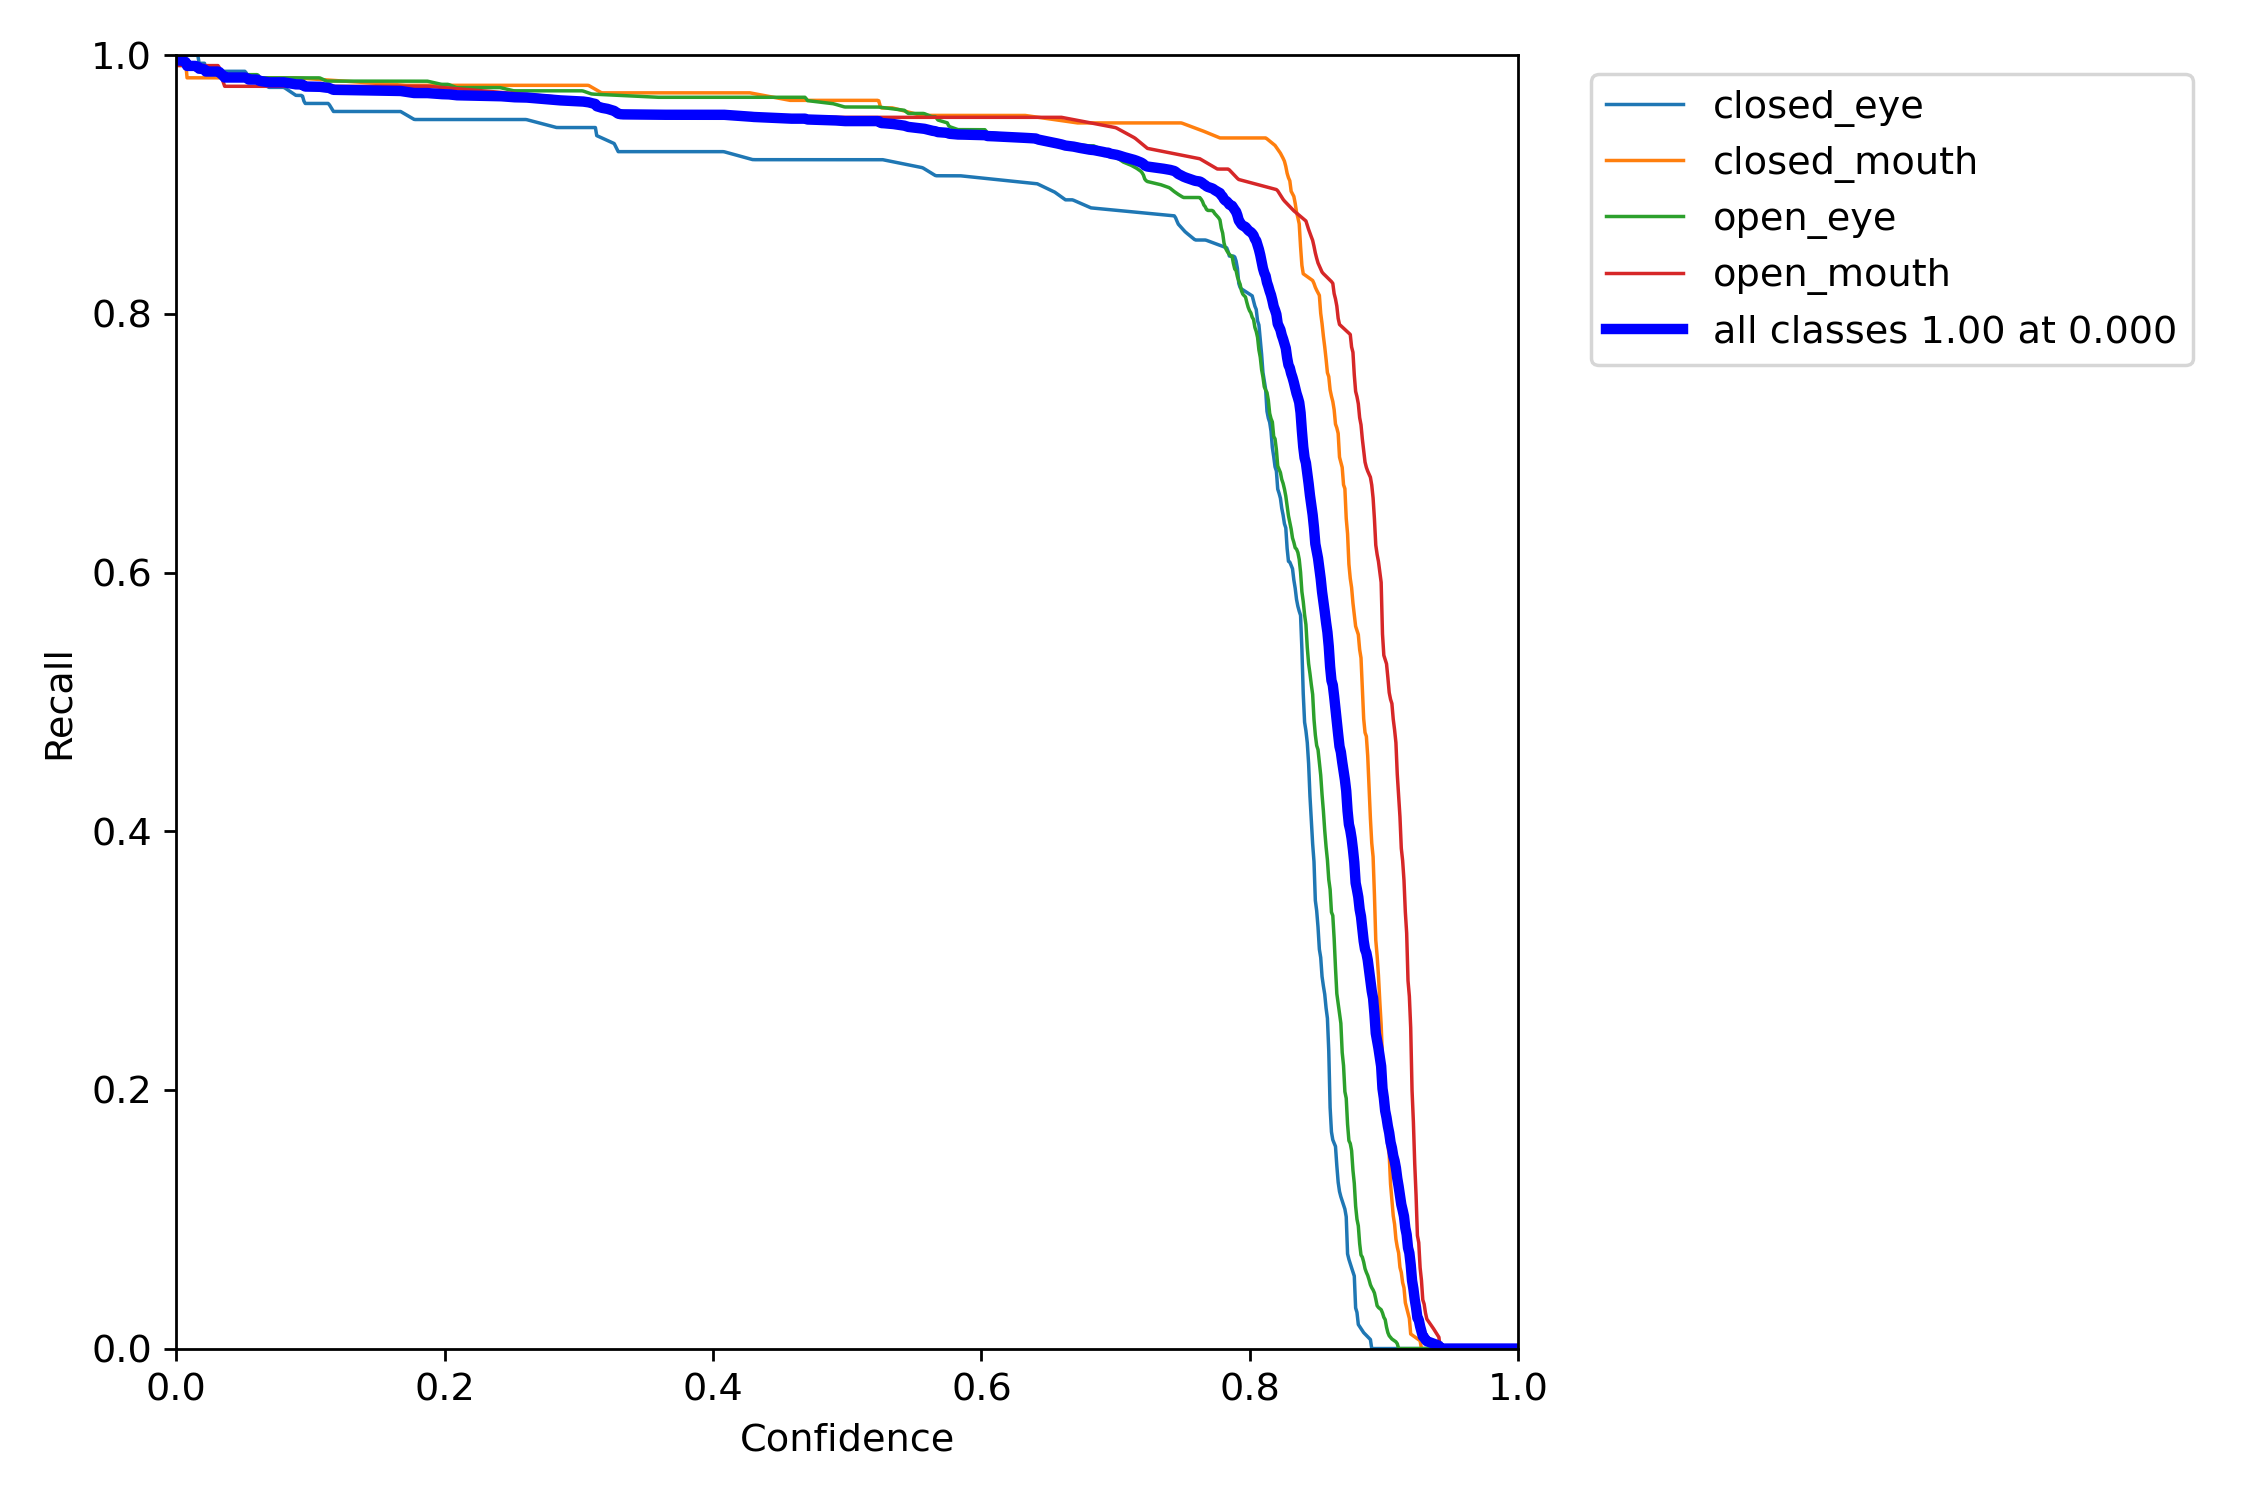 1.0
0.8
0.6
0.4
0.2
0.0
0.0 0.2 0.4 0.6 0.8 1.0
Recall
Confidence
closed_eye
closed_mouth
open_eye
open_mouth
all classes 1.00 at 0.000